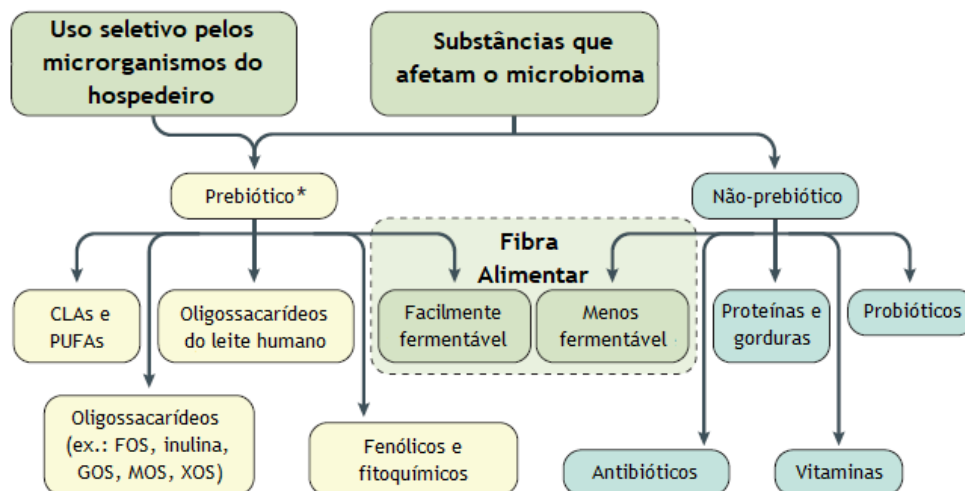 Uso seletivo pelos
microrganismos do
hospedeiro
Substâncias que
afetam o microbioma
Prebiótico*
Não-prebiótico
Fibra
Alimentar
CLAs e
PUFAs
Oligossacarídeos
do leite humano
Facilmente
fermentável
Menos
fermentável
Proteínas e
gorduras
Probióticos
Oligossacarídeos
(ex.: FOS, inulina,
GOS, MOS, XOS)
Fenólicos e
fitoquímicos
Antibióticos
Vitaminas